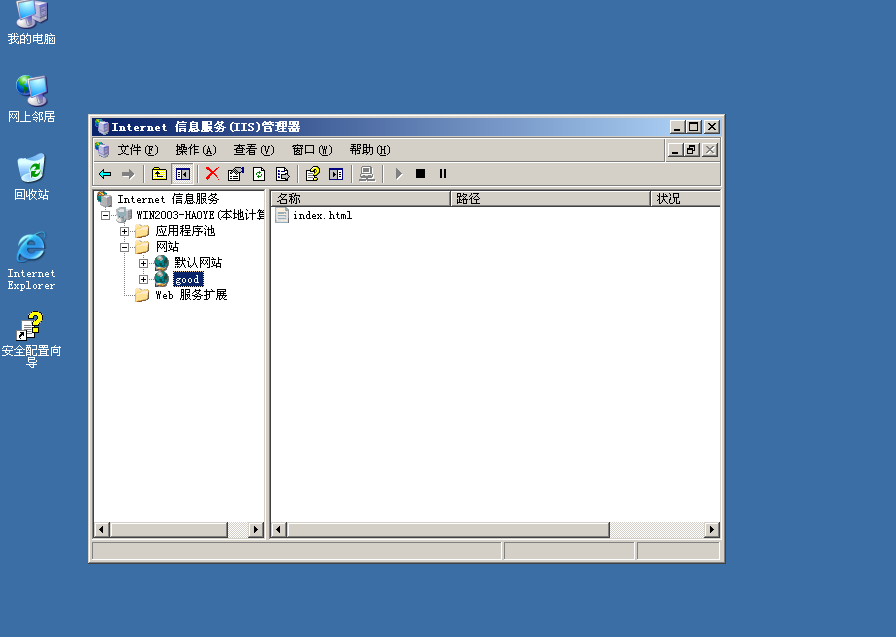 我的电脑
网上邻居
回收站
Internet
Explorer
安全配置向
导
Internet 信息服务(IIS)管理器
文件(F) 操作(A) 查看(V) 窗口(W) 帮助(H)
Internet 信息服务
WIN2003-HAOYE(本地计算
应用程序池
网站
默认网站
good
Web 服务扩展
名称 路径 状况
index.html